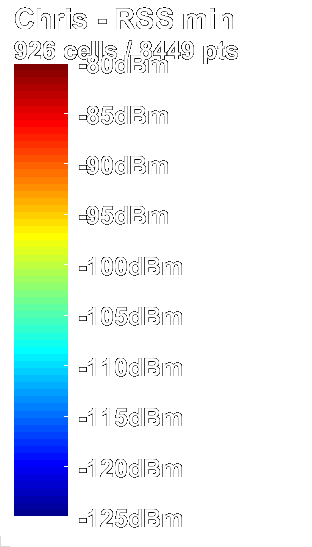 Chris - RSS min
926 cells / 8449 pts
-80dBm
-85dBm
-90dBm
-95dBm
-100dBm
-105dBm
-110dBm
-115dBm
-120dBm
-125dBm